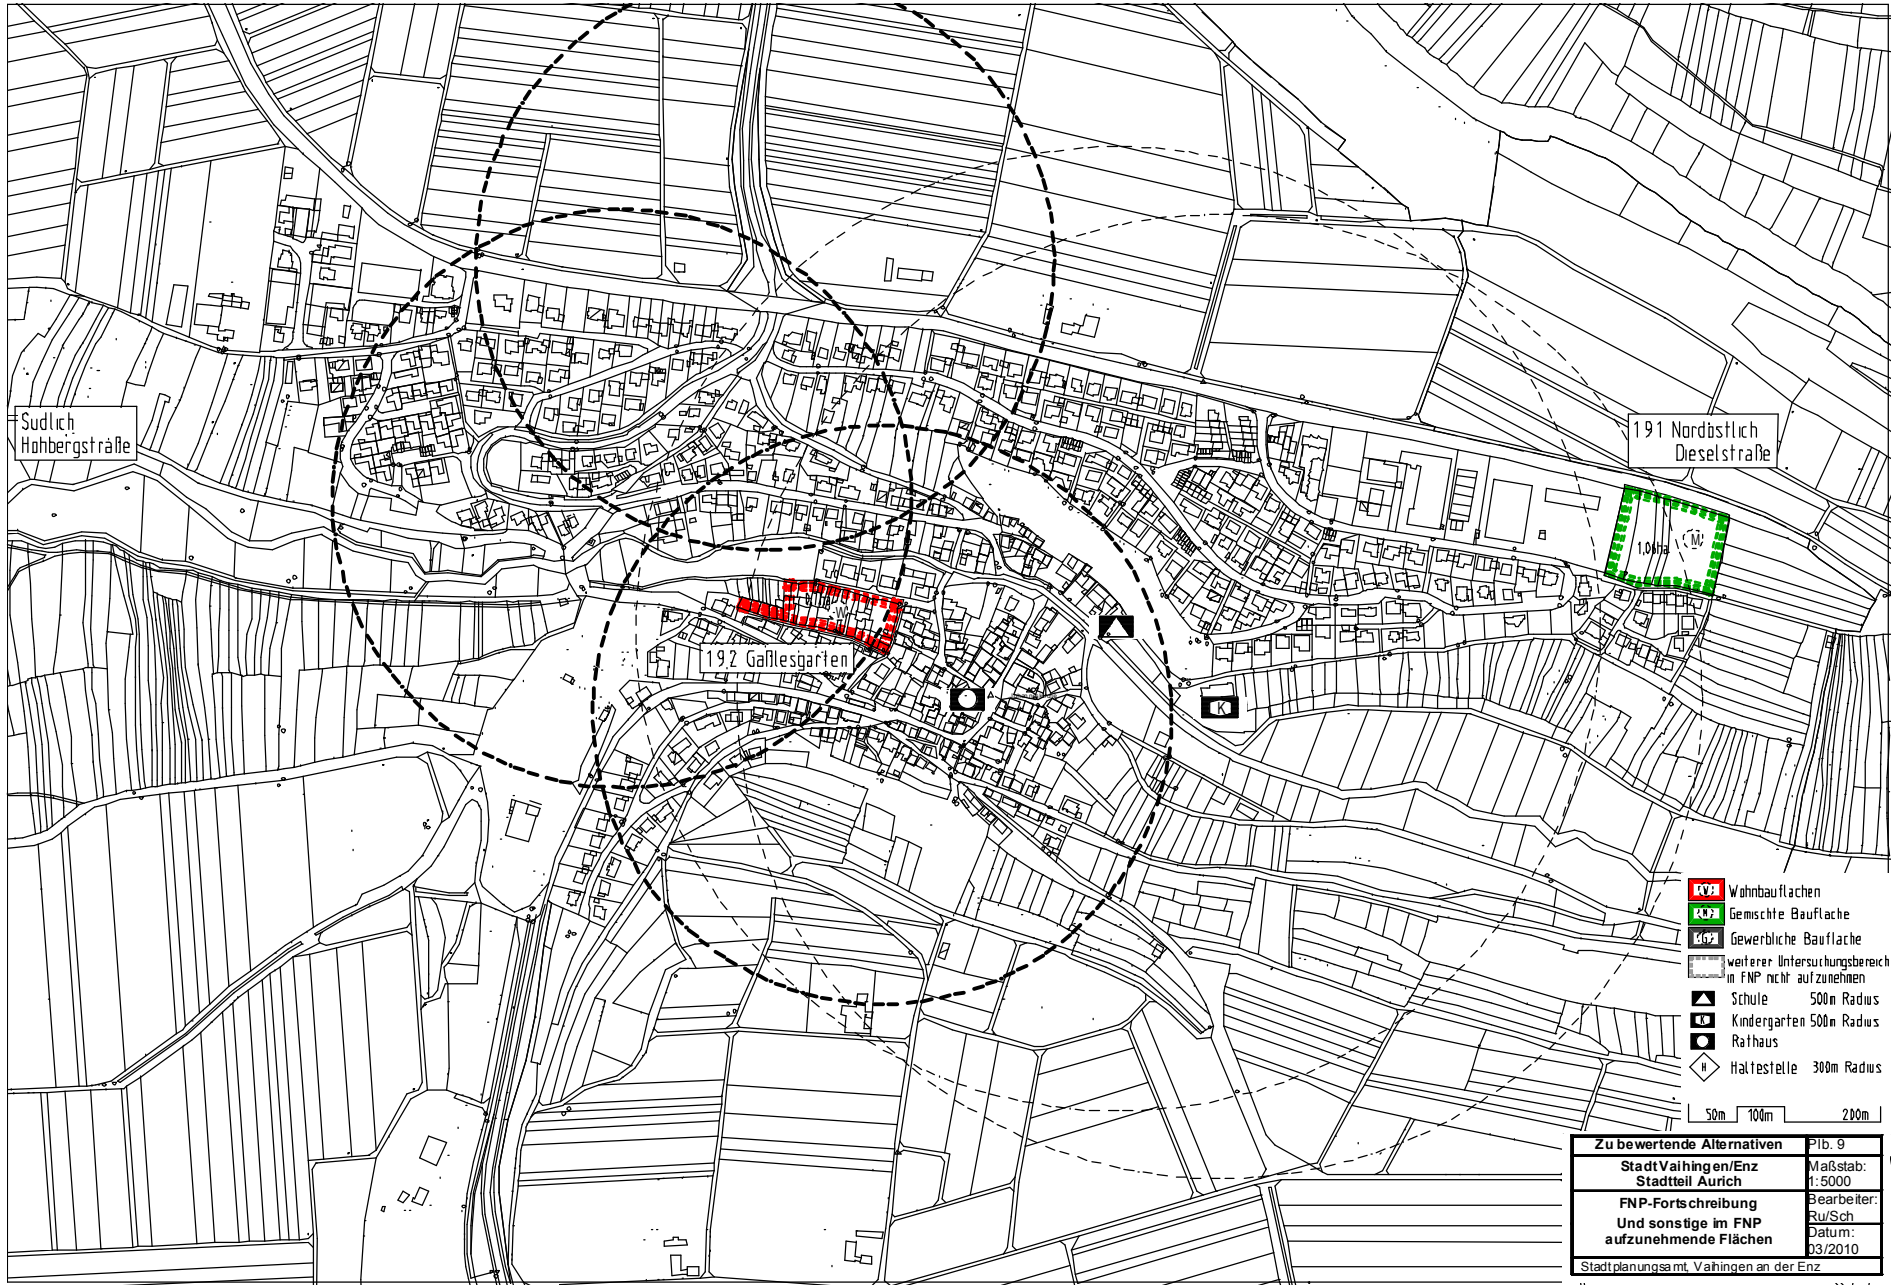 Südlich
Hohbergstraße
19.1 Nordöstlich
Dieselstraße
1,06ha
M
W
19.2 Gäßlesgärten
K
W Wohnbauflächen
M Gemischte Baufläche
G Gewerbliche Baufläche
weiterer Untersuchungsbereich
in FNP nicht aufzunehmen
Schule 500m Radius
K Kindergarten 500m Radius
Rathaus
H Haltestelle 300m Radius
50m 100m 200m
Zu bewertende Alternativen Plb. 9
Stadt Vaihingen/Enz
Stadtteil Aurich
Maßstab:
1:5000
FNP-Fortschreibung
Und sonstige im FNP
aufzunehmende Flächen
Bearbeiter:
Ru/Sch
Datum:
03/2010
Stadtplanungsamt, Vaihingen an der Enz